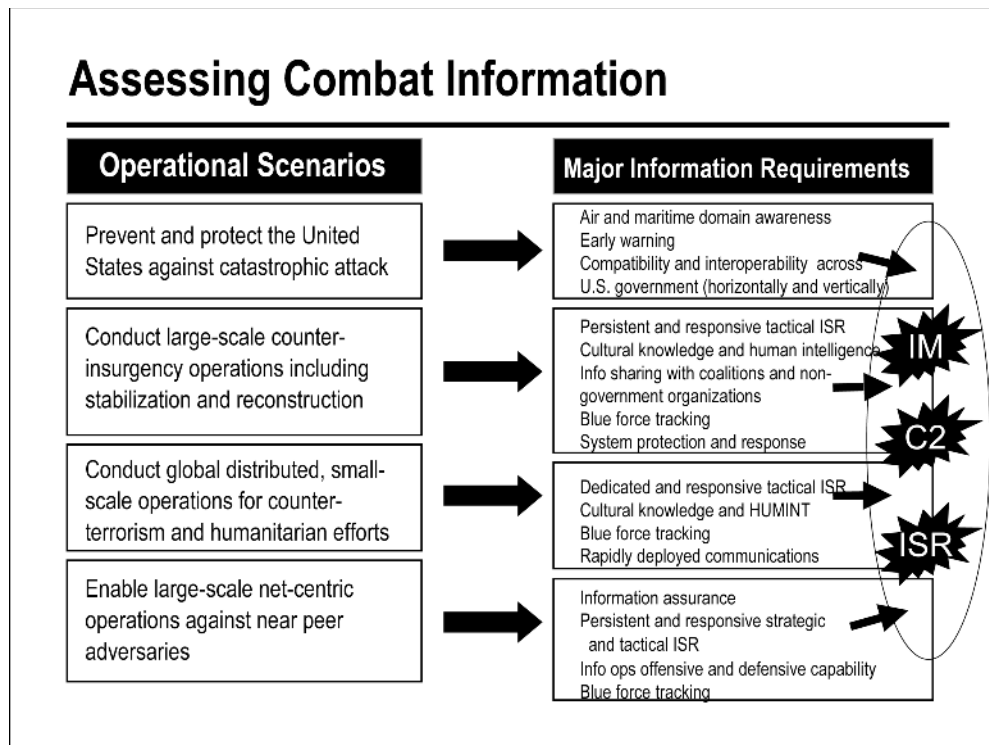 Assessing Combat Information
Operational Scenarios
Major Information Requirements
Prevent and protect the United
States against catastrophic attack
Air and maritime domain awareness
Early warning
Compatibility and interoperability across
U.S. government (horizontally and vertically)
Conduct large-scale counter-
insurgency operations including
stabilization and reconstruction
Persistent and responsive tactical ISR
Cultural knowledge and human intelligence
Info sharing with coalitions and non-
government organizations
Blue force tracking
System protection and response
Conduct global distributed, small-
scale operations for counter-
terrorism and humanitarian efforts
Dedicated and responsive tactical ISR
Cultural knowledge and HUMINT
Blue force tracking
Rapidly deployed communications
Enable large-scale net-centric
operations against near peer
adversaries
Information assurance
Persistent and responsive strategic
and tactical ISR
Info ops offensive and defensive capability
Blue force tracking
IM
C2
ISR